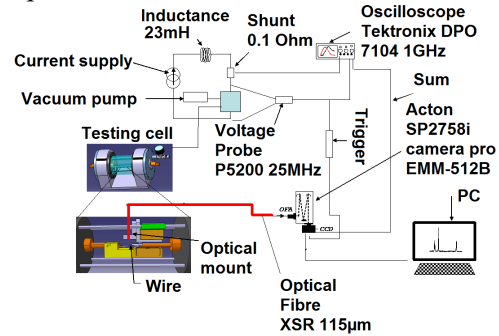 Inductance
23mH
Shunt
0.1 Ohm
Oscilloscope
Tektronix DPO
7104 1GHz
Current supply
Vacuum pump
Testing cell
Voltage
Probe
P5200 25MHz
Trigger
Sum
Acton
SP2758i
camera pro
EMM-512B
PC
OFA
CCD
Optical
mount
Wire
Optical
Fibre
XSR 115µm